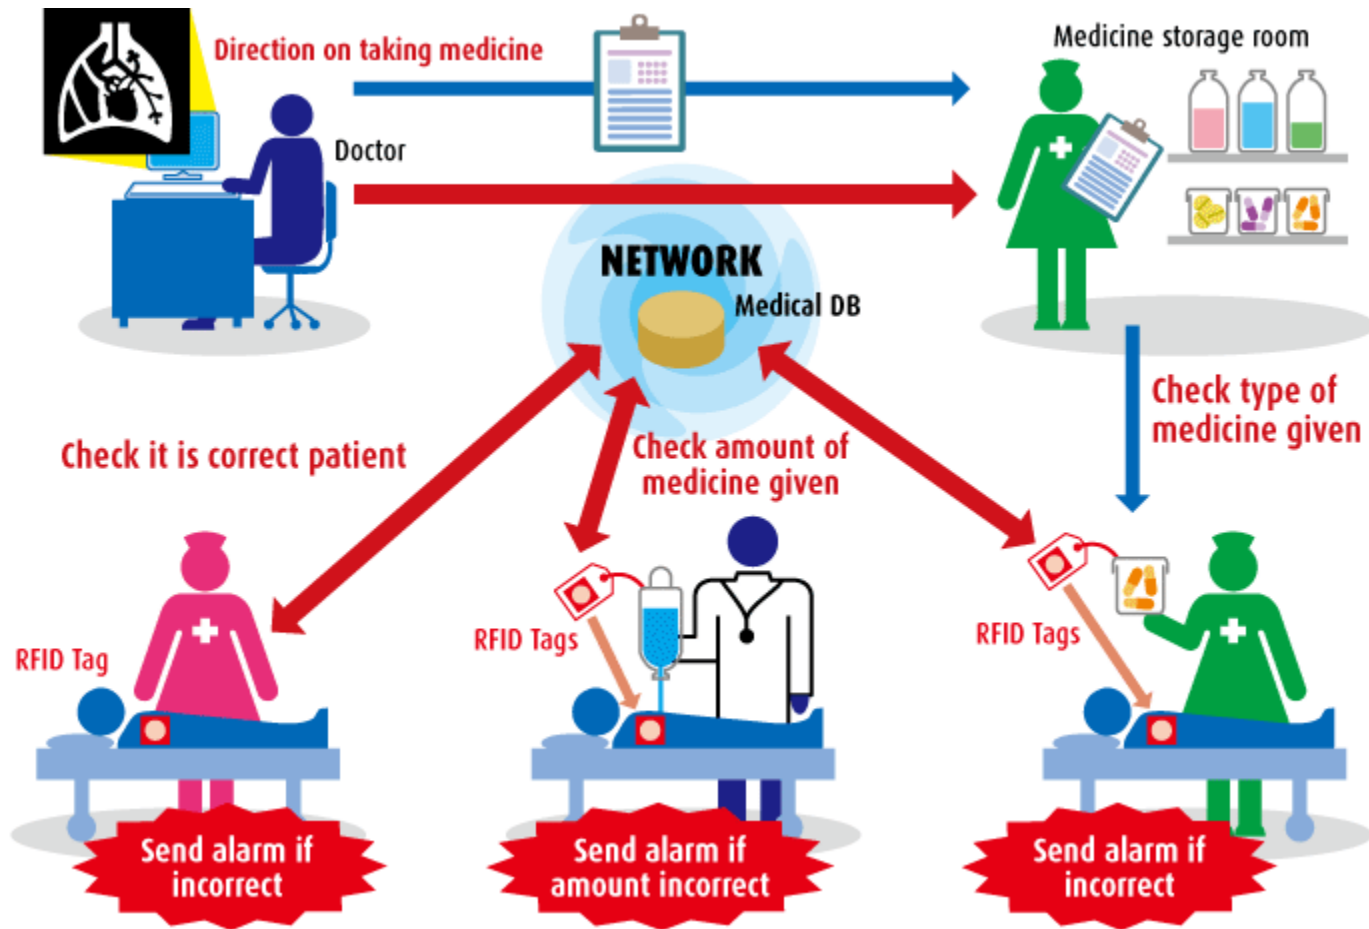 Direction on taking medicine
Medicine storage room
Doctor
NETWORK
Medical DB
Check type of
medicine given
Check it is correct patient
Check amount of
medicine given
RFID Tag
RFID Tags
RFID Tags
Send alarm if
incorrect
Send alarm if
amount incorrect
Send alarm if
incorrect